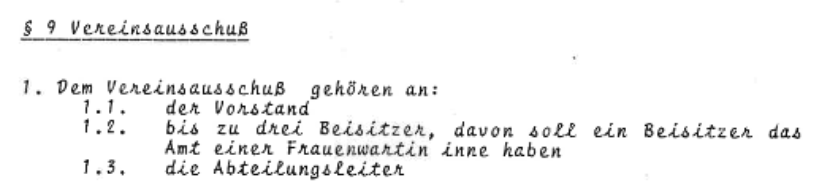 § 9 Vereinsausschuß
1. Dem Vereinsausschuß gehören an:
1.1. der Vorstand
1.2. bis zu drei Beisitzer, davon soll ein Beisitzer das
Amt einer Frauenwartin inne haben
1.3. die Abteilungsleiter